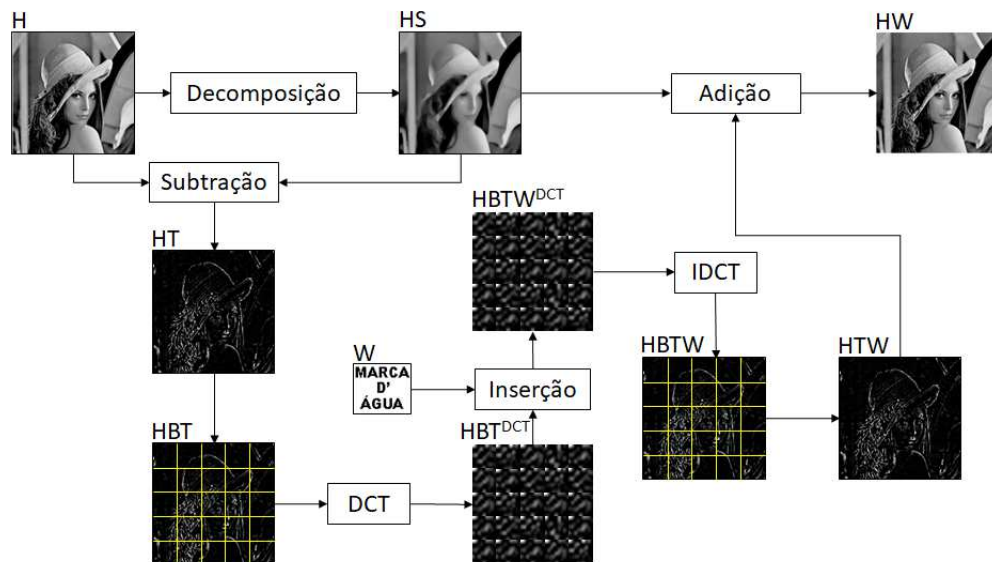 H
HS
HW
Decomposição
Adição
Subtração
HBTW^DCT
HT
IDCT
W
MARCA
D'
ÁGUA
Inserção
HBTW
HTW
HBT
HBT^DCT
DCT